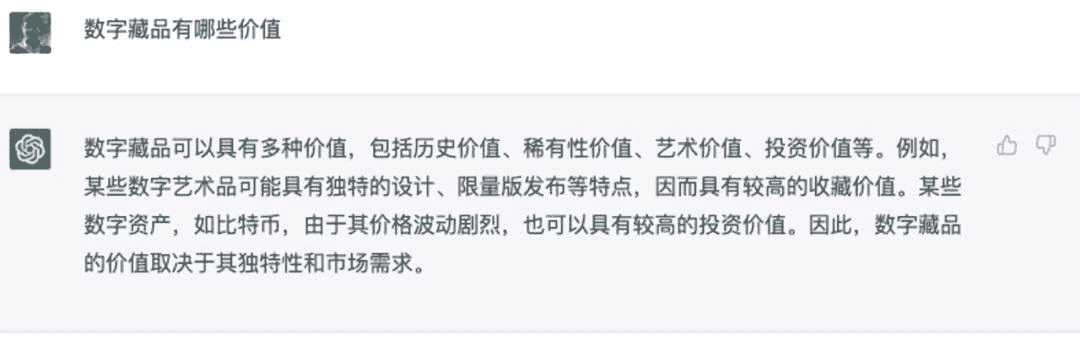 数字藏品有哪些价值
数字藏品可以具有多种价值，包括历史价值、稀有性价值、艺术价值、投资价值等。例如，
某些数字艺术品可能具有独特的设计、限量版发布等特点，因而具有较高的收藏价值。某些
数字资产，如比特币，由于其价格波动剧烈，也可以具有较高的投资价值。因此，数字藏品
的价值取决于其独特性和市场需求。